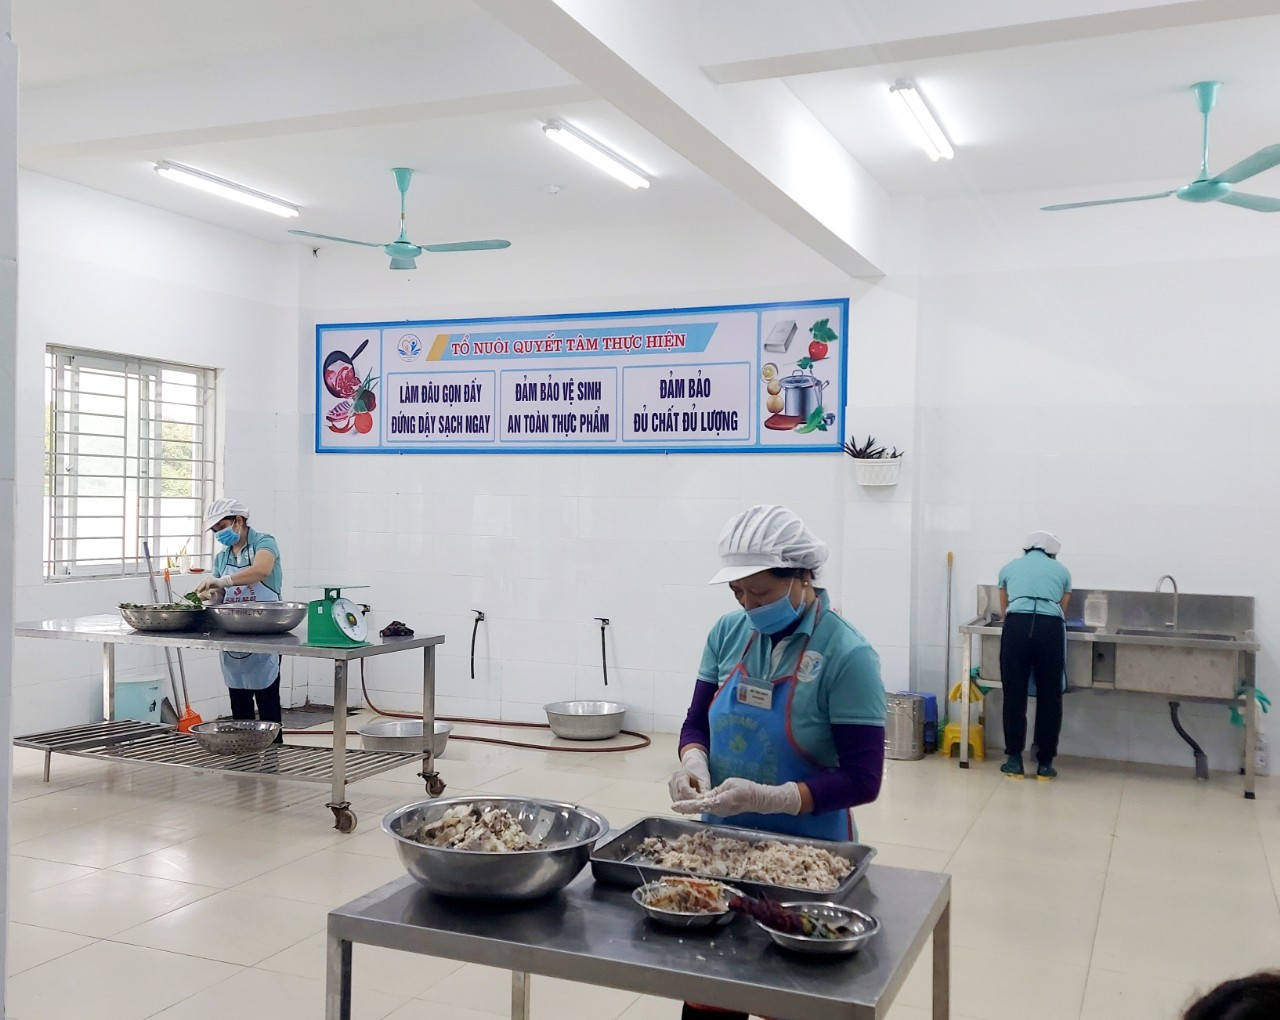 TỔ NUÔI QUYẾT TÂM THỰC HIỆN
LÀM ĐÂU GỌN ĐẤY
ĐỨNG DẬY SẠCH NGAY
ĐẢM BẢO VỆ SINH
AN TOÀN THỰC PHẨM
ĐẢM BẢO
ĐỦ CHẤT ĐỦ LƯỢNG